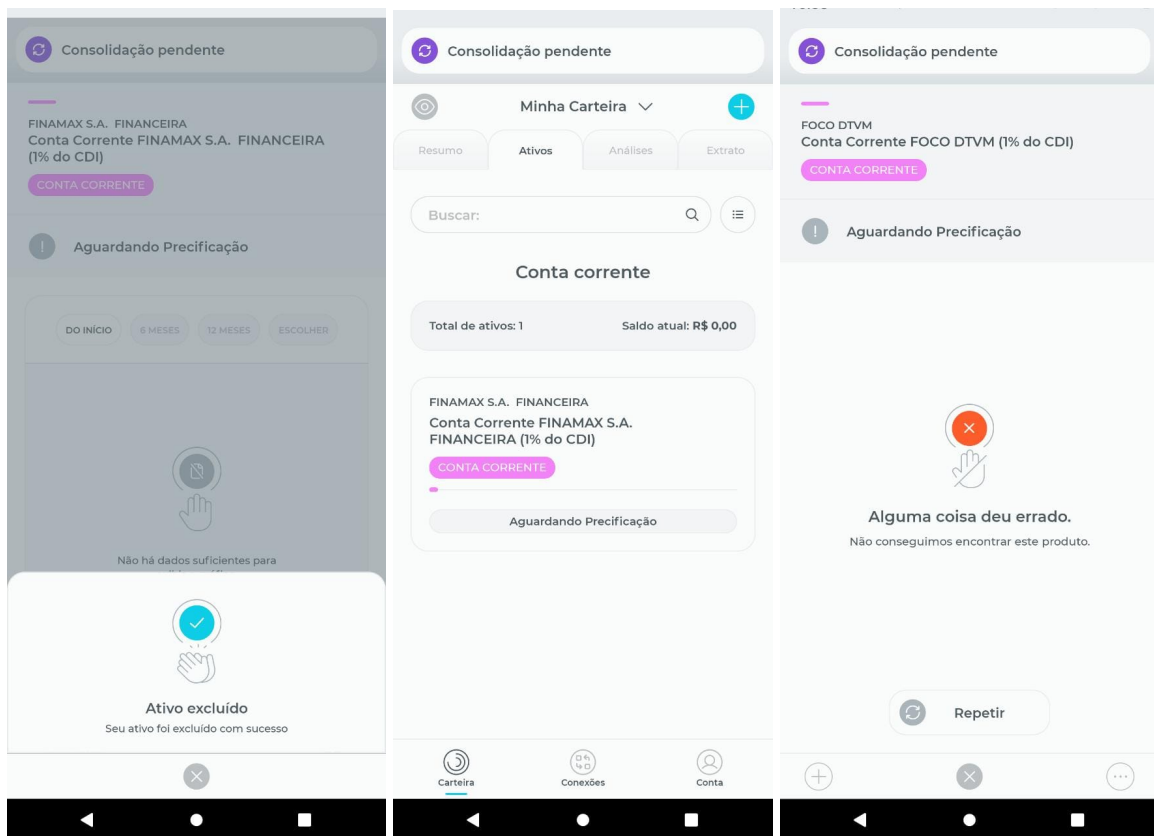 Consolidação pendente
FINAMAX S.A. FINANCEIRA
Conta Corrente FINAMAX S.A. FINANCEIRA
(1% do CDI)
CONTA CORRENTE
Aguardando Precificação
DO INÍCIO
6 MESES
12 MESES
ESCOLHER
Não há dados suficientes para
Ativo excluído
Seu ativo foi excluído com sucesso
Consolidação pendente
Minha Carteira
Resumo
Ativos
Análises
Extrato
Buscar:
Conta corrente
Total de ativos: 1
Saldo atual: R$ 0,00
FINAMAX S.A. FINANCEIRA
Conta Corrente FINAMAX S.A.
FINANCEIRA (1% do CDI)
CONTA CORRENTE
Aguardando Precificação
Carteira
Conexões
Conta
Consolidação pendente
FOCO DTVM
Conta Corrente FOCO DTVM (1% do CDI)
CONTA CORRENTE
Aguardando Precificação
Alguma coisa deu errado.
Não conseguimos encontrar este produto.
Repetir